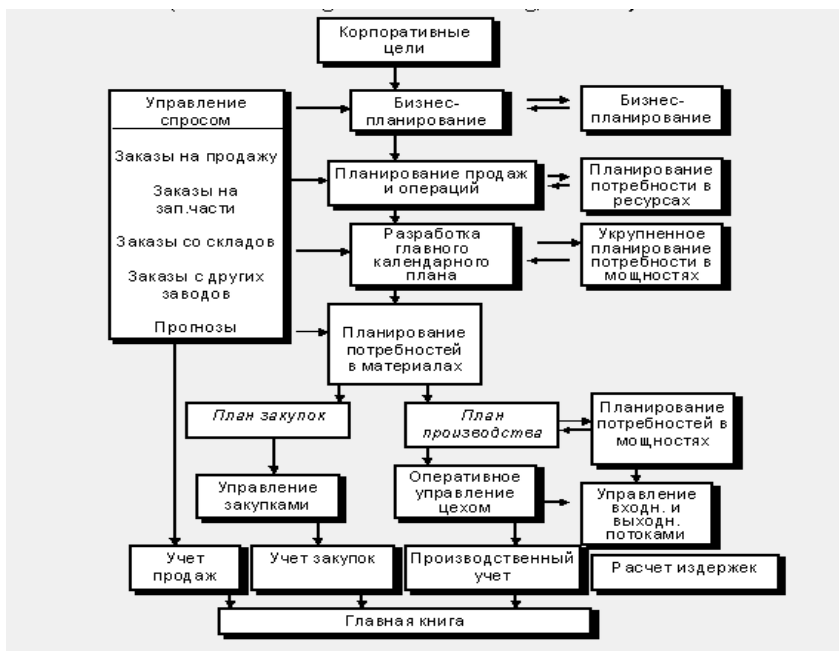 Корпоративные
цели
Управление
спросом
Заказы на продажу
Заказы на
зап.части
Заказы со складов
Заказы с других
заводов
Прогнозы
Бизнес-
планирование
Бизнес-
планирование
Планирование продаж
и операций
Планирование
потребности в
ресурсах
Разработка
главного
календарного
плана
Укрупненное
планирование
потребности в
мощностях
Планирование
потребностей
в материалах
План закупок
План
производства
Планирование
потребностей в
мощностях
Управление
закупками
Оперативное
управление
цехом
Управление
входн. и
выходн.
потоками
Учет
продаж
Учет закупок
Производственный
учет
Расчет издержек
Главная книга